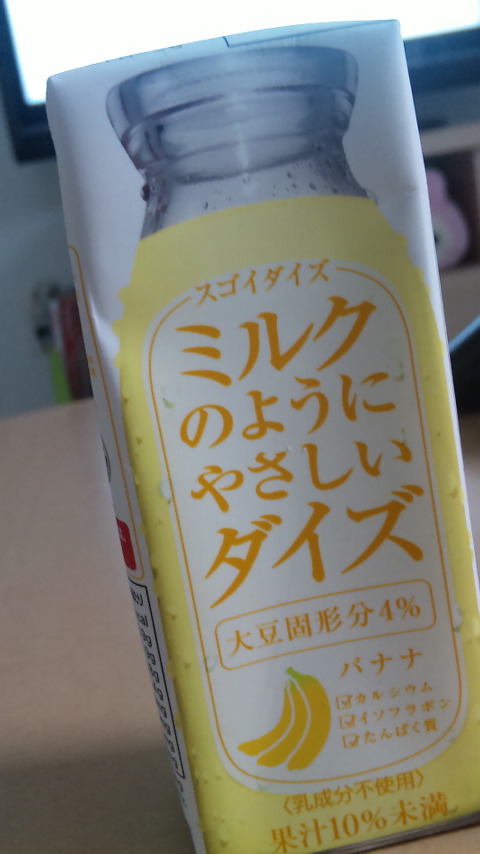 スゴイダイズ
ミルク
のように
やさしい
ダイズ
大豆固形分4%
バナナ
カルシウム
イソフラボン
たんぱく質
〈乳成分不使用〉
果汁10%未満